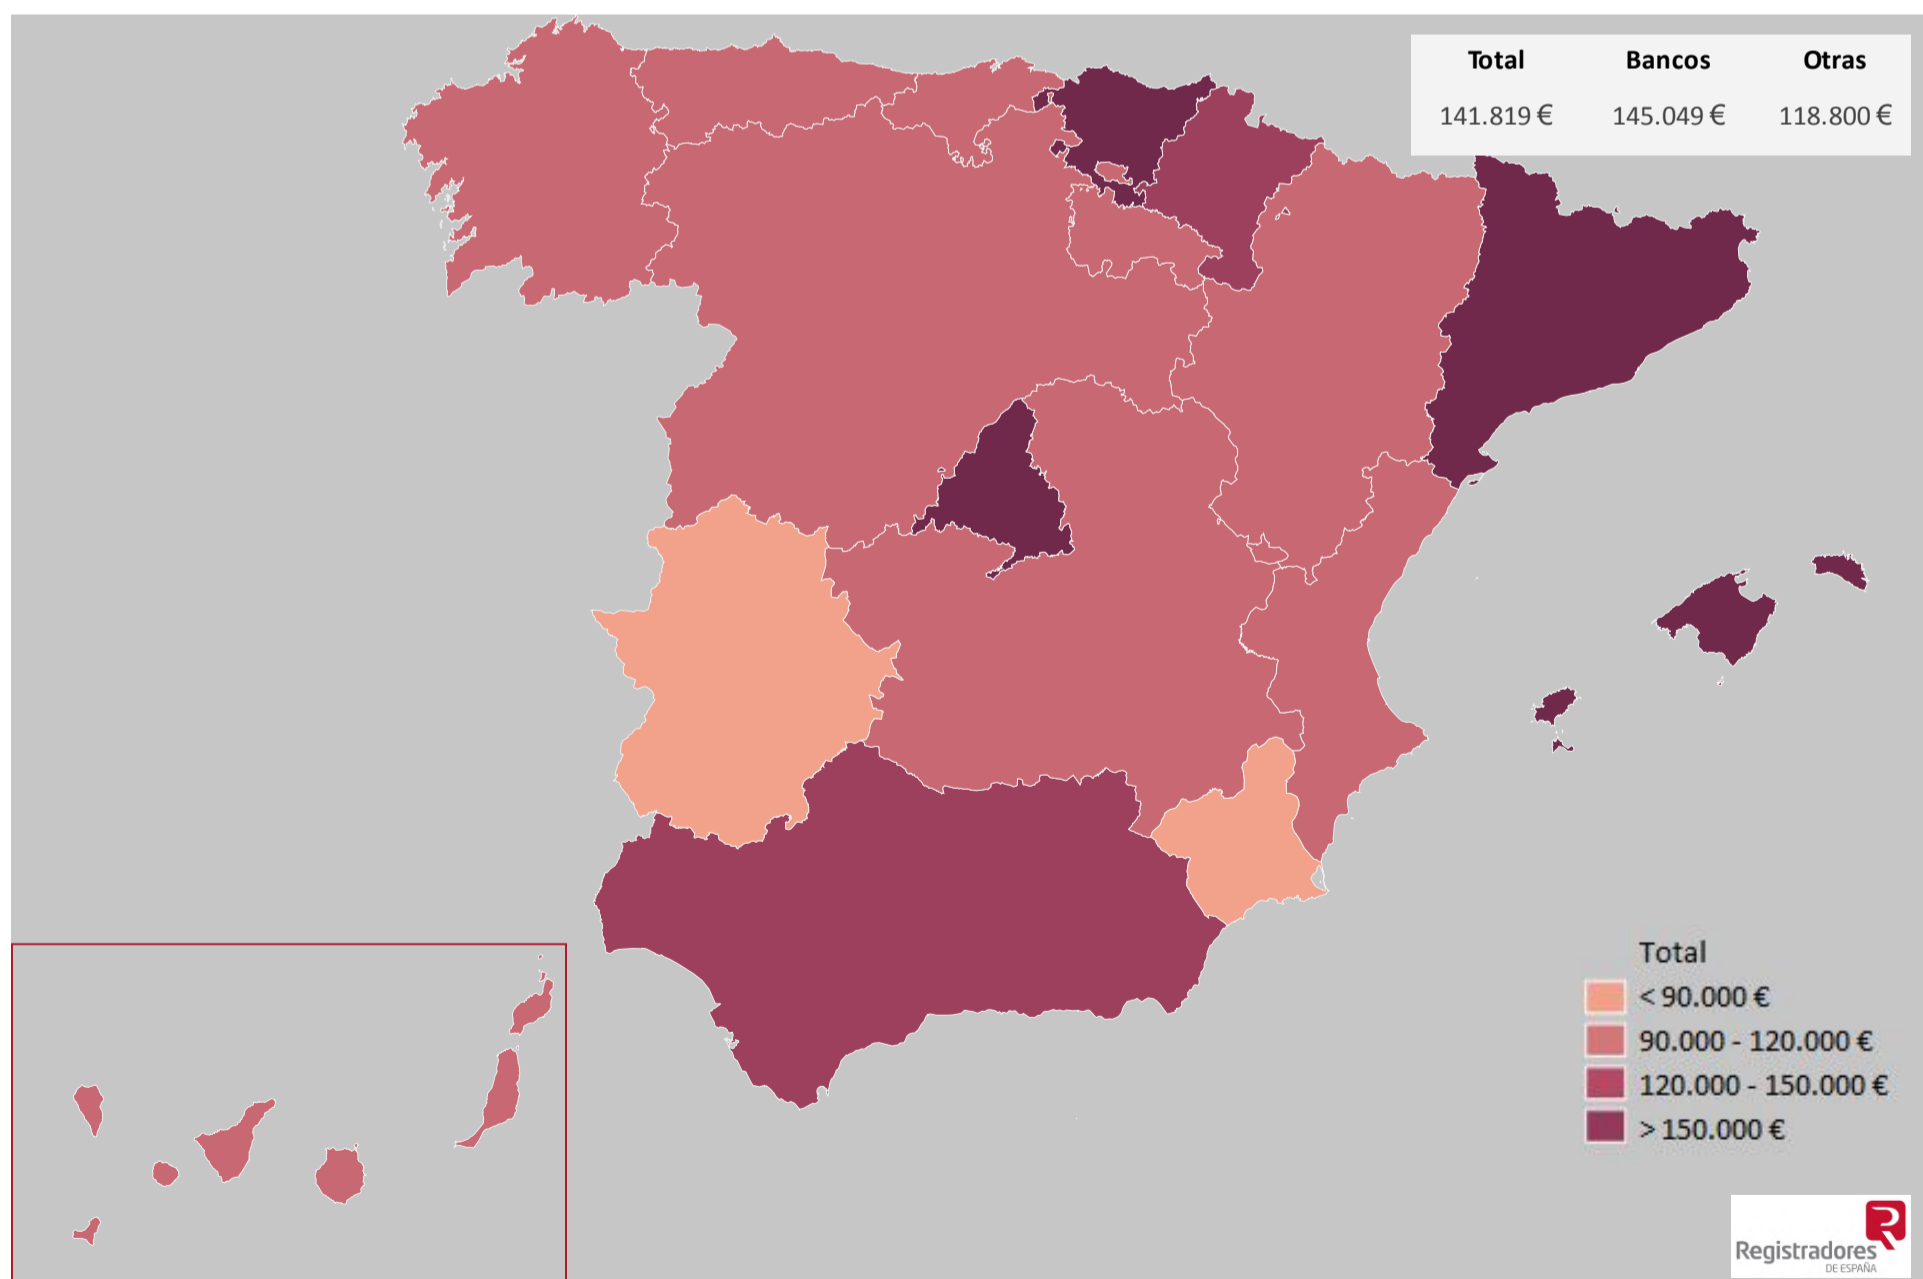 Total Bancos Otras
141.819 € 145.049 € 118.800 €
Total
< 90.000 €
90.000 - 120.000 €
120.000 - 150.000 €
> 150.000 €
Registradores
DE ESPAÑA